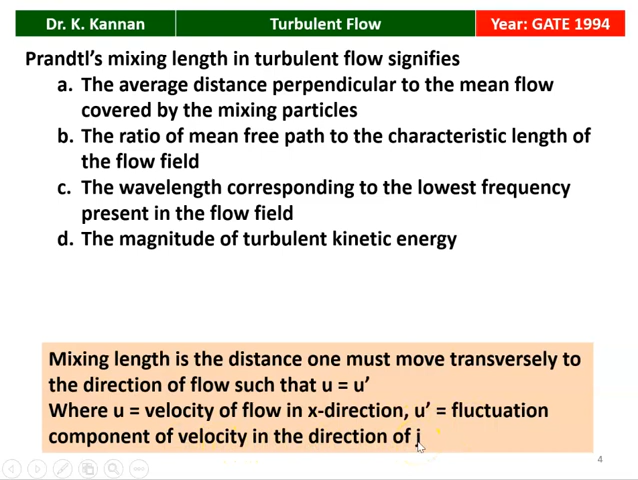 Dr. K. Kannan Turbulent Flow Year: GATE 1994
Prandtl’s mixing length in turbulent flow signifies
a. The average distance perpendicular to the mean flow
covered by the mixing particles
b. The ratio of mean free path to the characteristic length of
the flow field
c. The wavelength corresponding to the lowest frequency
present in the flow field
d. The magnitude of turbulent kinetic energy
Mixing length is the distance one must move transversely to
the direction of flow such that u = u’
Where u = velocity of flow in x-direction, u’ = fluctuation
component of velocity in the direction of
4